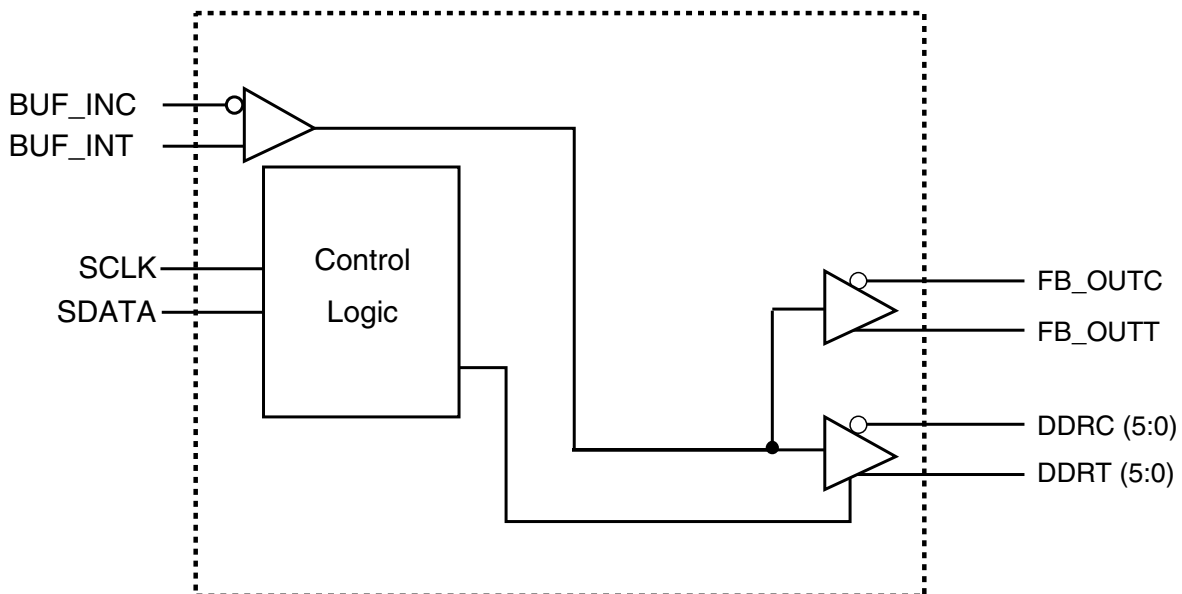 BUF_INC
BUF_INT
SCLK
SDATA
Control
Logic
FB_OUTC
FB_OUTT
DDRC (5:0)
DDRT (5:0)